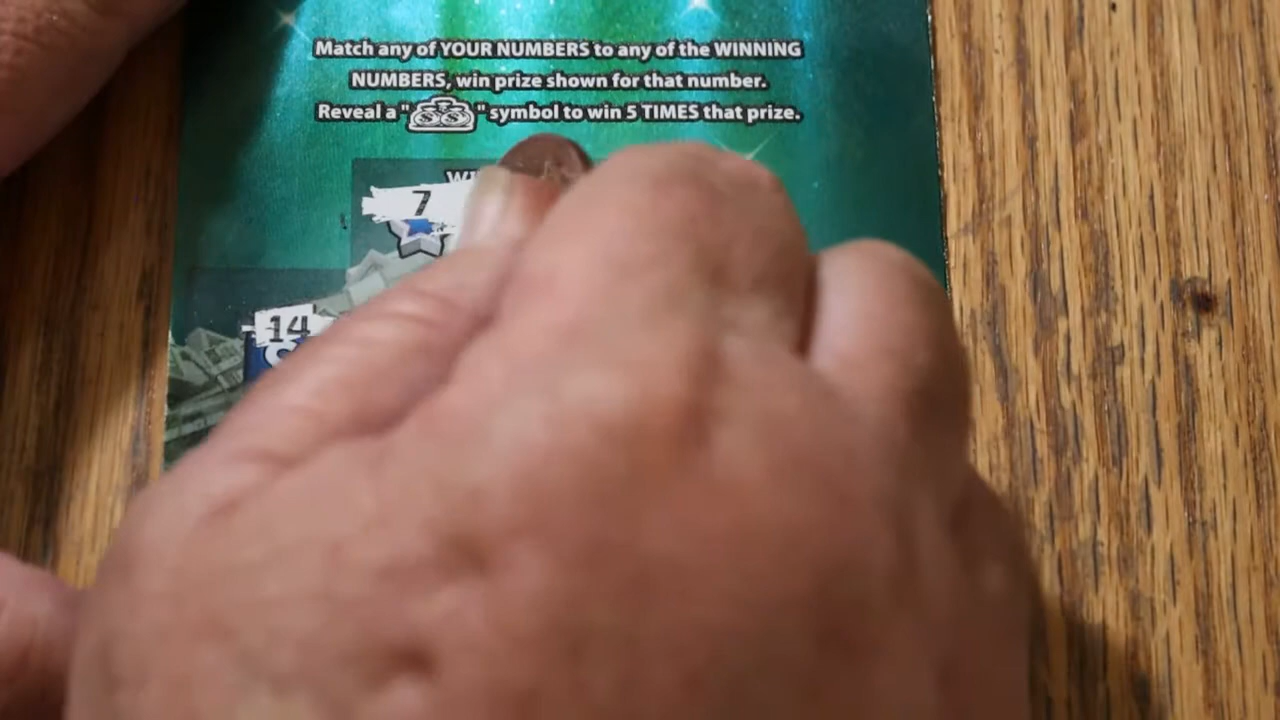 Match any of YOUR NUMBERS to any of the WINNING
NUMBERS, win prize shown for that number.
Reveal a " " symbol to win 5 TIMES that prize.
7
14